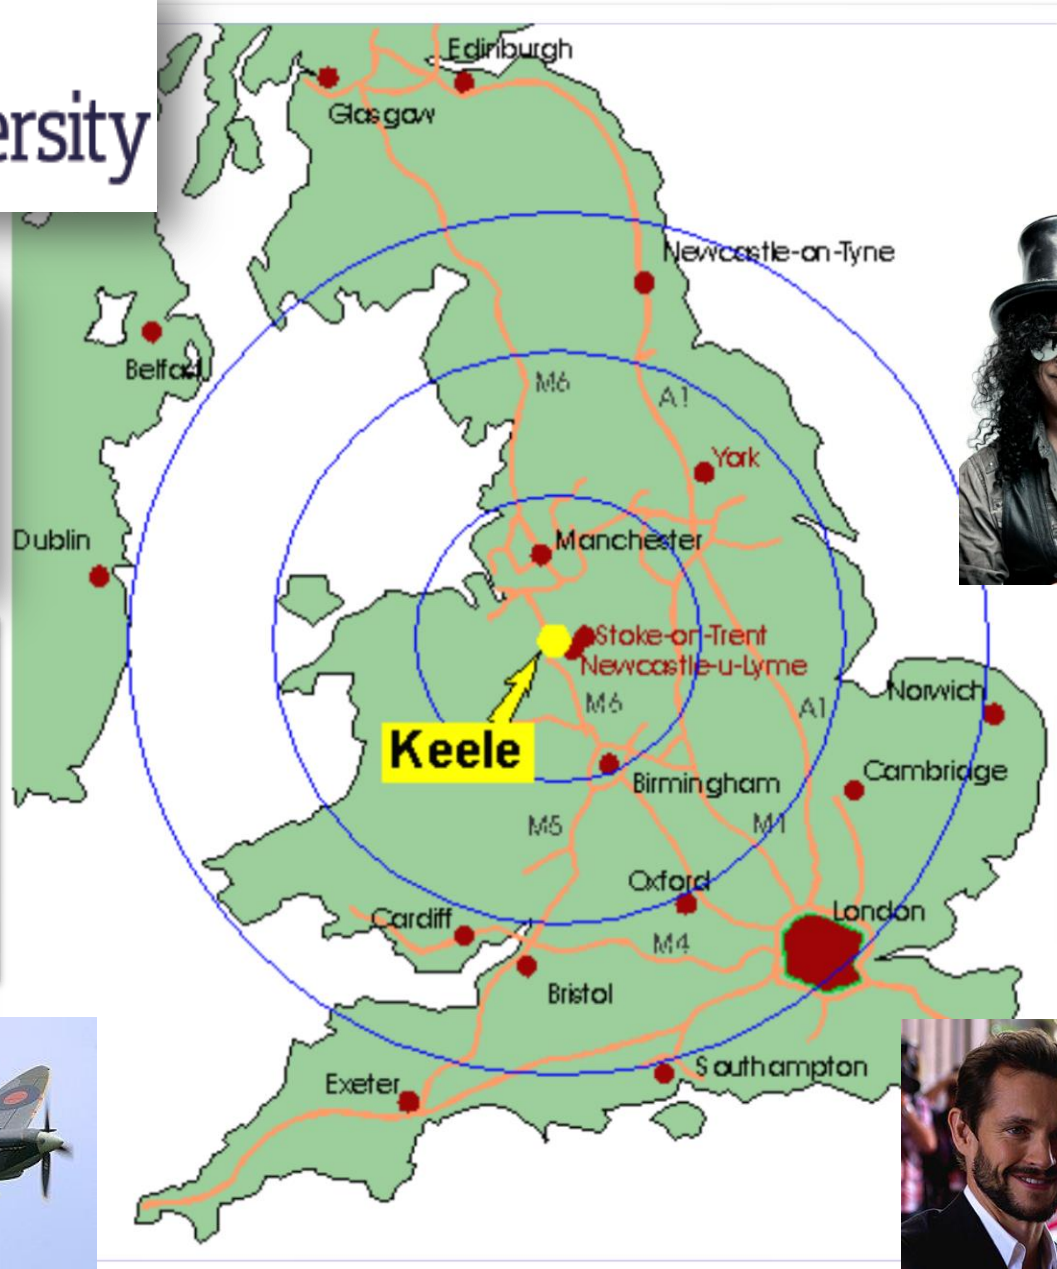 ersity
Edinburgh
Glasgow
Newcastle-on-Tyne
Belfast
M6
A1
York
Dublin
Manchester
Stoke-on-Trent
Newcastle-u-Lyme
M6
A1
Norwich
Keele
Cambridge
Birmingham
M5
M1
Oxford
London
Cardiff
M4
Bristol
Southampton
Exeter